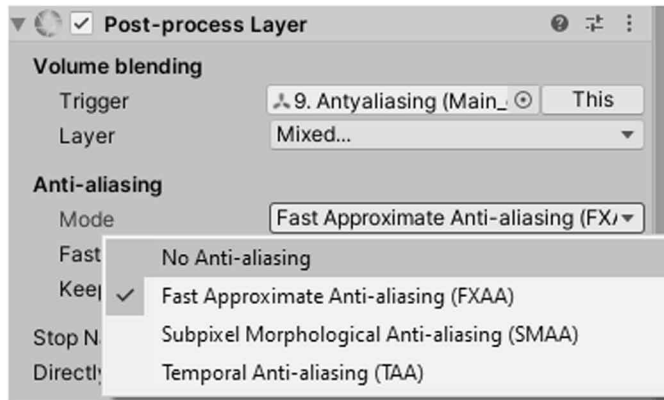 Post-process Layer
Volume blending
Trigger 9. Antyaliasing (Main_ This
Layer Mixed...
Anti-aliasing
Mode Fast Approximate Anti-aliasing (FX
Fast
No Anti-aliasing
Keep
Fast Approximate Anti-aliasing (FXAA)
Stop
Subpixel Morphological Anti-aliasing (SMAA)
Directly
Temporal Anti-aliasing (TAA)